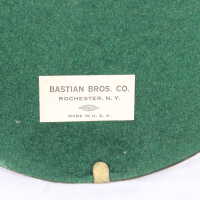 BASTIAN BROS. CO.
ROCHESTER, N. Y.
MADE IN U. S. A.